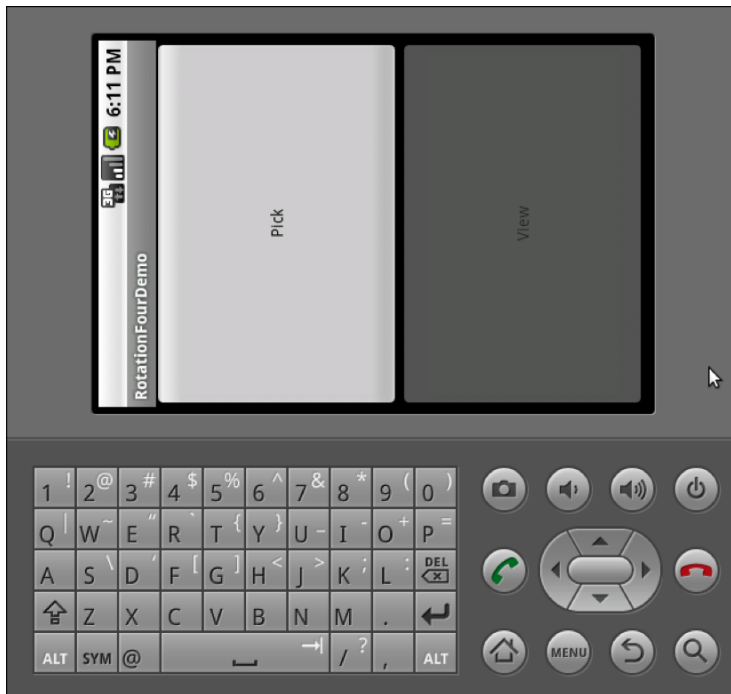 3G 6:11 PM
RotationFourDemo
Pick
View
1 ! 2 @ 3 # 4 $ 5 % 6 ^ 7 & 8 * 9 ( 0 )
Q | W ~ E " R ` T { Y } U _ I - O + P =
A S \ D ' F [ G ] H < J > K ; L : DEL
Z X C V B N M .
ALT SYM @ / ? , ALT
MENU